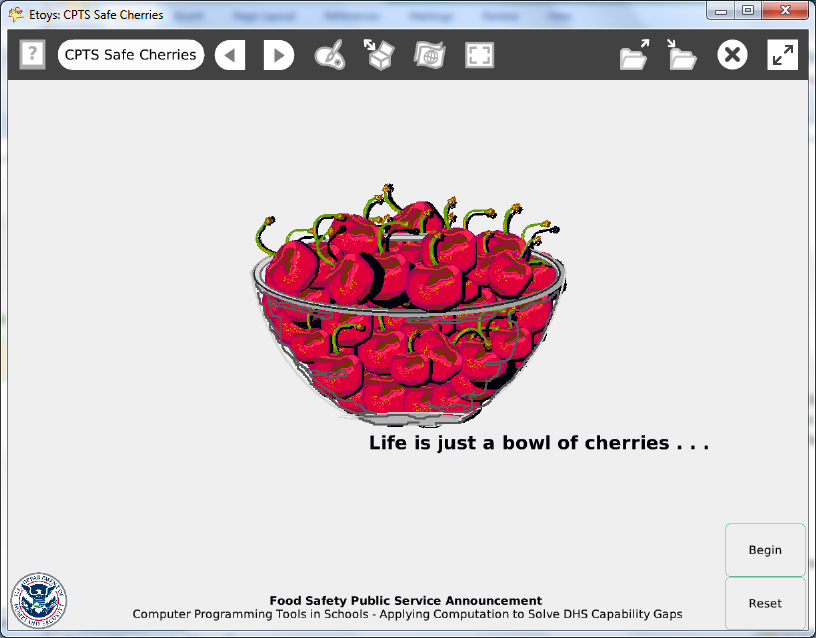 Etoys: CPTS Safe Cherries
? CPTS Safe Cherries
Life is just a bowl of cherries . . .
Begin
Reset
Food Safety Public Service Announcement
Computer Programming Tools in Schools - Applying Computation to Solve DHS Capability Gaps